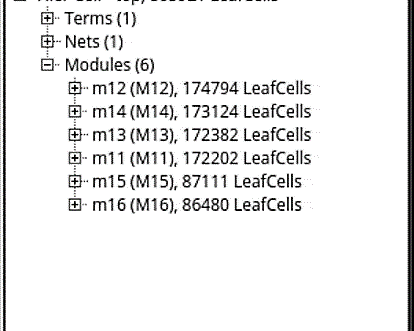 Terms (1)
Nets (1)
Modules (6)
m12 (M12), 174794 LeafCells
m14 (M14), 173124 LeafCells
m13 (M13), 172382 LeafCells
m11 (M11), 172202 LeafCells
m15 (M15), 87111 LeafCells
m16 (M16), 86480 LeafCells